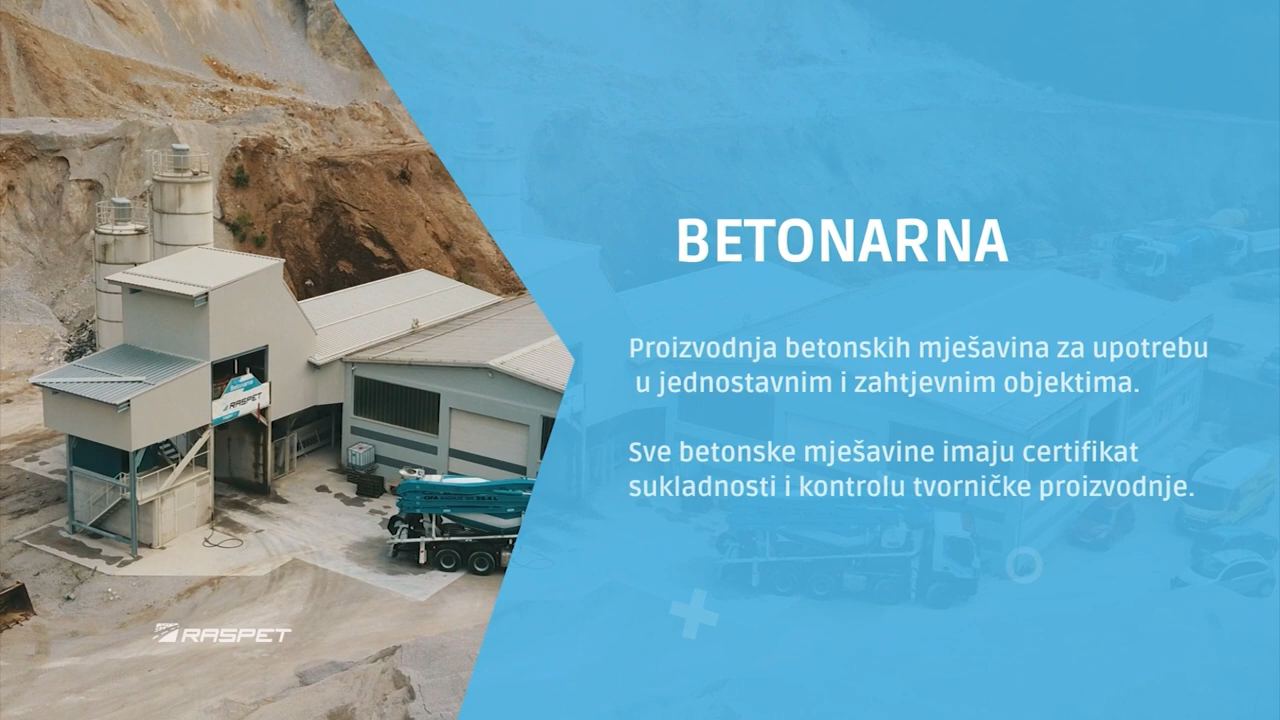 BETONARNA
Proizvodnja betonskih mješavina za upotrebu
u jednostavnim i zahtjevnim objektima.
Sve betonske mješavine imaju certifikat
sukladnosti i kontrolu tvorničke proizvodnje.
RASPET
RASPET